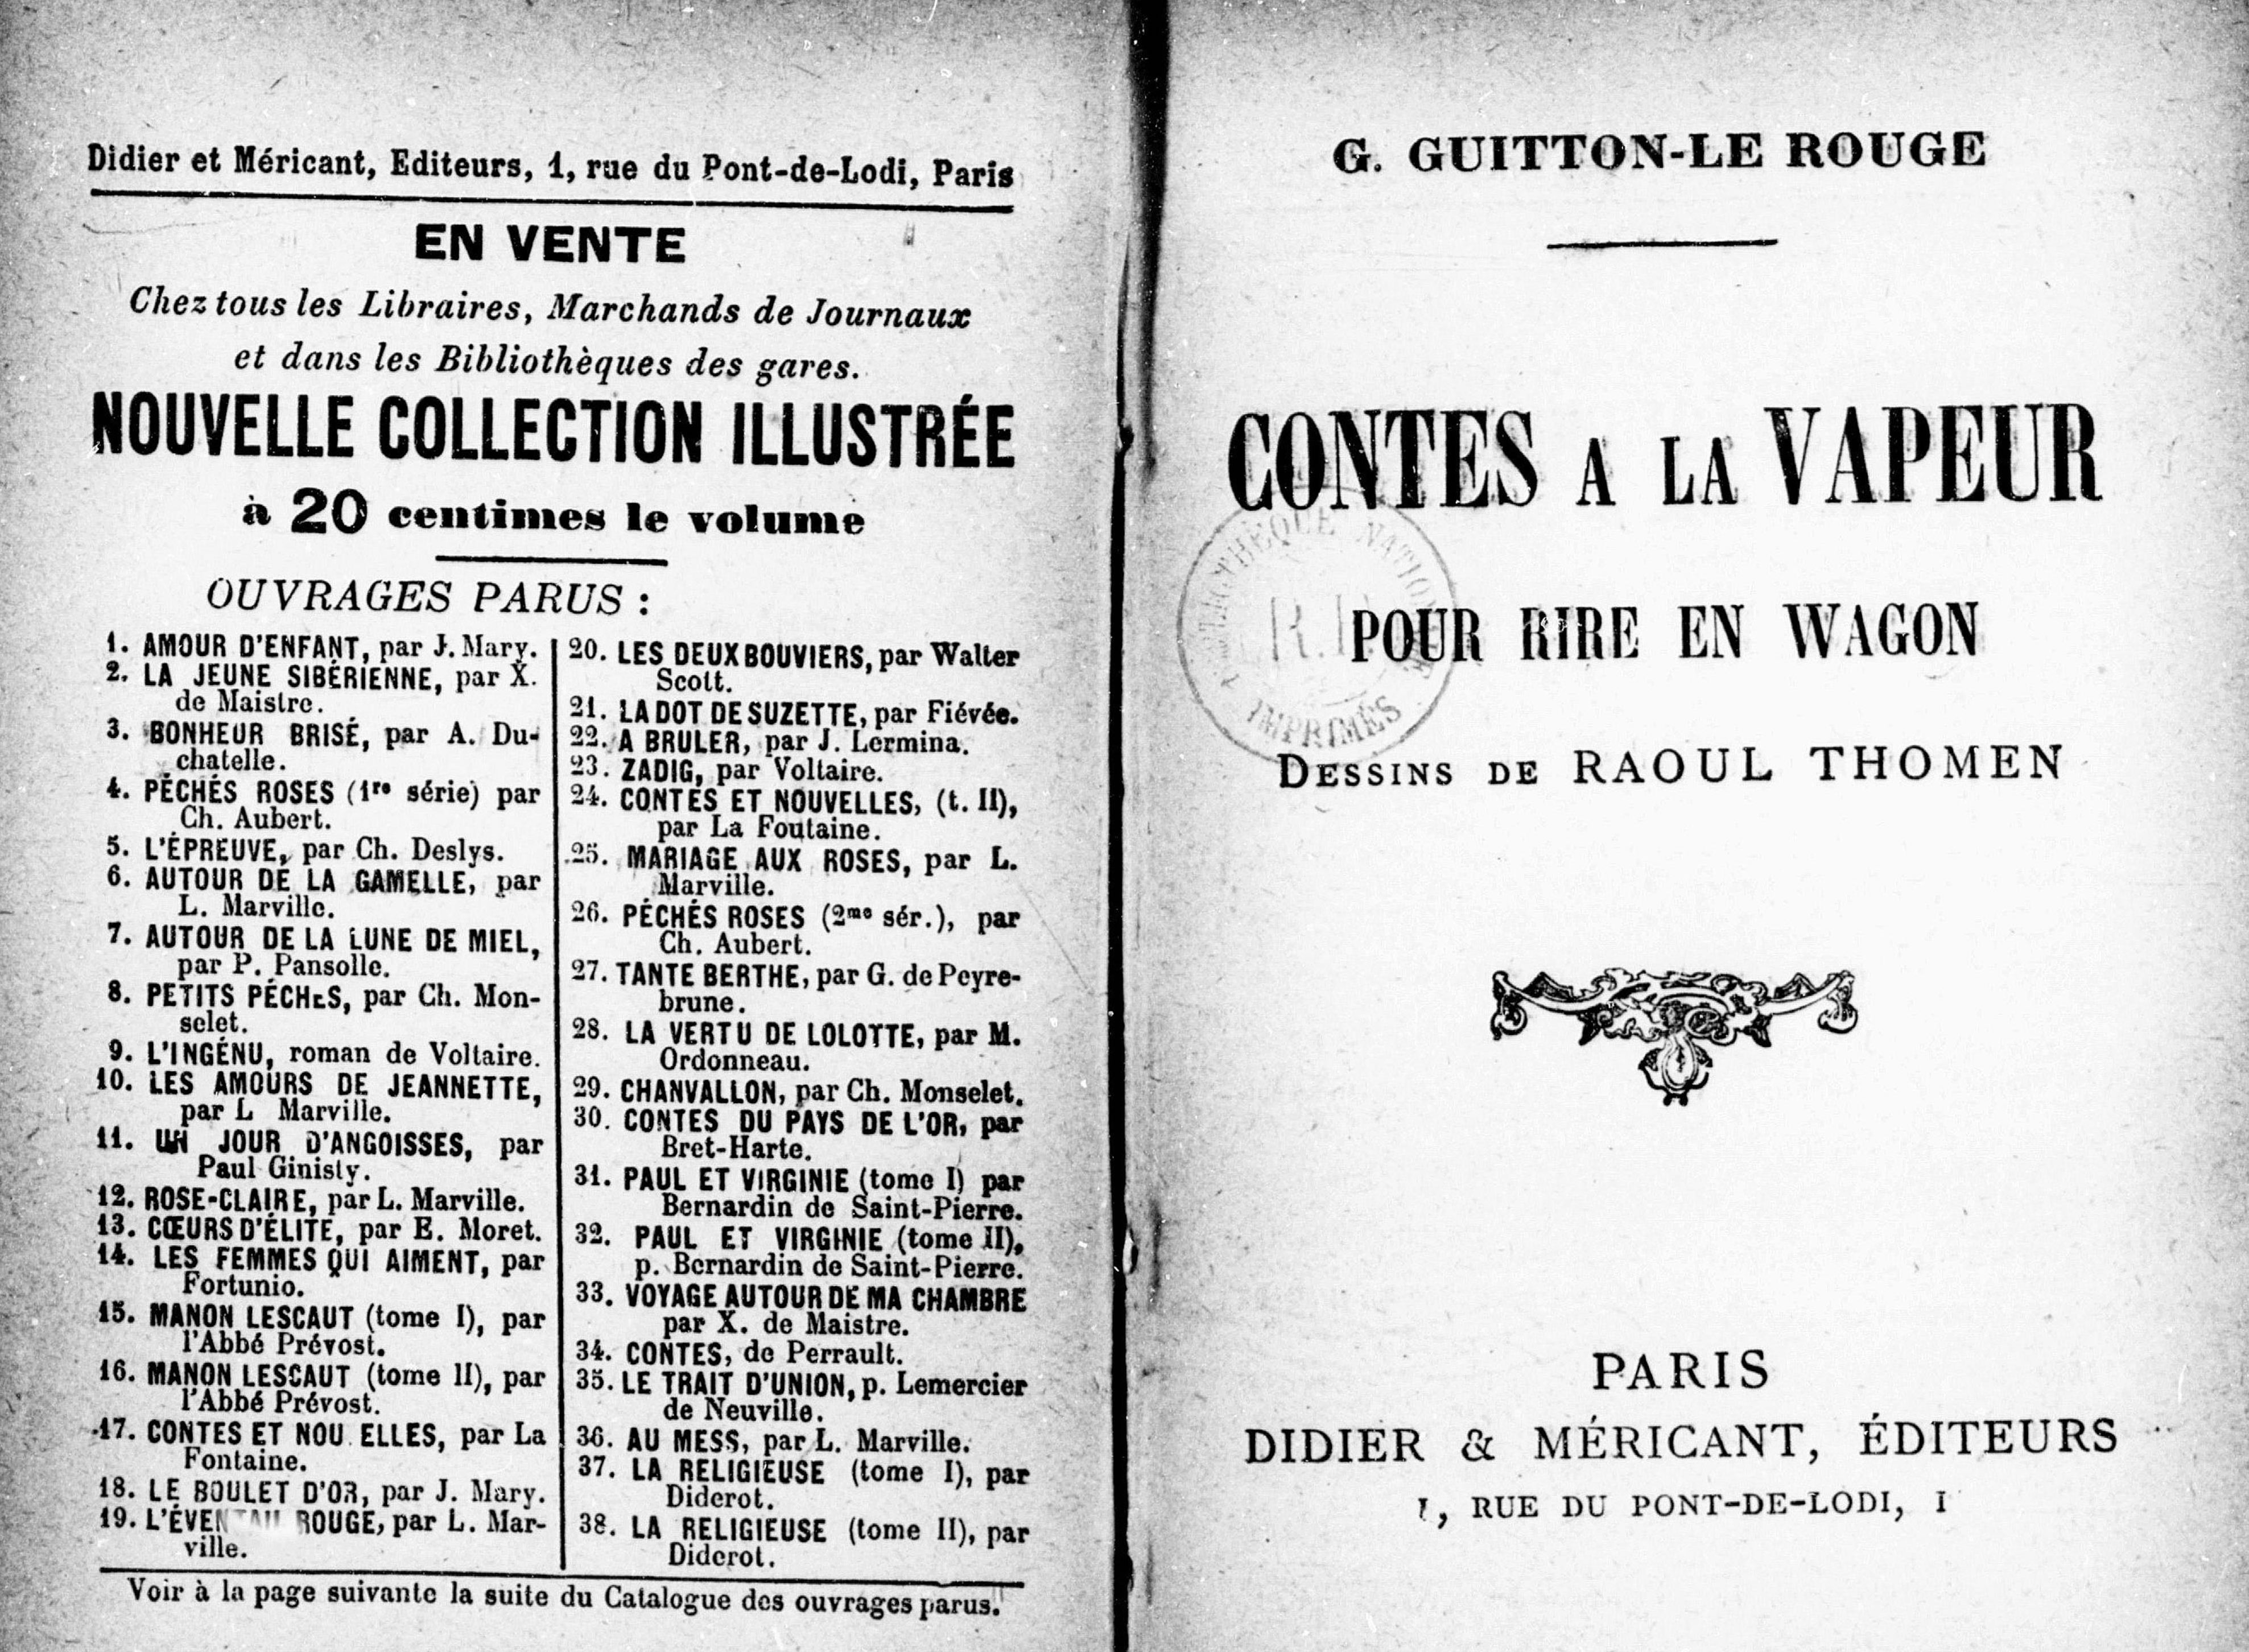 Didier et Méricant, Editeurs, 1, rue du Pont-de-Lodi, Paris
EN VENTE
Chez tous les Libraires, Marchands de Journaux
et dans les Bibliothèques des gares.
NOUVELLE COLLECTION ILLUSTRÉE
à 20 centimes le volume
OUVRAGES PARUS :
1. AMOUR D'ENFANT, par J. Mary.
2. LA JEUNE SIBÉRIENNE, par X.
de Maistre.
3. BONHEUR BRISÉ, par A. Du-
chatelle.
4. PÉCHÉS ROSES (1re série) par
Ch. Aubert.
5. L'ÉPREUVE, par Ch. Deslys.
6. AUTOUR DE LA GAMELLE, par
L. Marville.
7. AUTOUR DE LA LUNE DE MIEL,
par P. Pansolle.
8. PETITS PÉCHES, par Ch. Mon-
selet.
9. L'INGÉNU, roman de Voltaire.
10. LES AMOURS DE JEANNETTE,
par L Marville.
11. UN JOUR D'ANGOISSES, par
Paul Ginisty.
12. ROSE-CLAIRE, par L. Marville.
13. CŒURS D'ÉLITE, par E. Moret.
14. LES FEMMES QUI AIMENT, par
Fortunio.
15. MANON LESCAUT (tome I), par
l'Abbé Prévost.
16. MANON LESCAUT (tome II), par
l'Abbé Prévost.
17. CONTES ET NOU ELLES, par La
Fontaine.
18. LE BOULET D'OR, par J. Mary.
19. L'ÉVENTAIL ROUGE, par L. Mar-
ville.
20. LES DEUX BOUVIERS, par Walter
Scott.
21. LA DOT DE SUZETTE, par Fiévée.
22. A BRULER, par J. Lermina.
23. ZADIG, par Voltaire.
24. CONTES ET NOUVELLES, (t. II),
par La Foutaine.
25. MARIAGE AUX ROSES, par L.
Marville.
26. PÉCHÉS ROSES (2me sér.), par
Ch. Aubert.
27. TANTE BERTHE, par G. de Peyre-
brune.
28. LA VERTU DE LOLOTTE, par M.
Ordonneau.
29. CHANVALLON, par Ch. Monselet.
30. CONTES DU PAYS DE L'OR, par
Bret-Harte.
31. PAUL ET VIRGINIE (tome I) par
Bernardin de Saint-Pierre.
32. PAUL ET VIRGINIE (tome II),
p. Bernardin de Saint-Pierre.
33. VOYAGE AUTOUR DE MA CHAMBRE
par X. de Maistre.
34. CONTES, de Perrault.
35. LE TRAIT D'UNION, p. Lemercier
de Neuville.
36. AU MESS, par L. Marville.
37. LA RELIGIEUSE (tome I), par
Diderot.
38. LA RELIGIEUSE (tome II), par
Diderot.
Voir à la page suivante la suite du Catalogue des ouvrages parus.
G. GUITTON-LE ROUGE
CONTES A LA VAPEUR
POUR RIRE EN WAGON
DESSINS DE RAOUL THOMEN
BIBLIOTHÈQUE NATIONALE
R.F.
IMPRIMÉS
PARIS
DIDIER & MÉRICANT, ÉDITEURS
1, RUE DU PONT-DE-LODI, 1